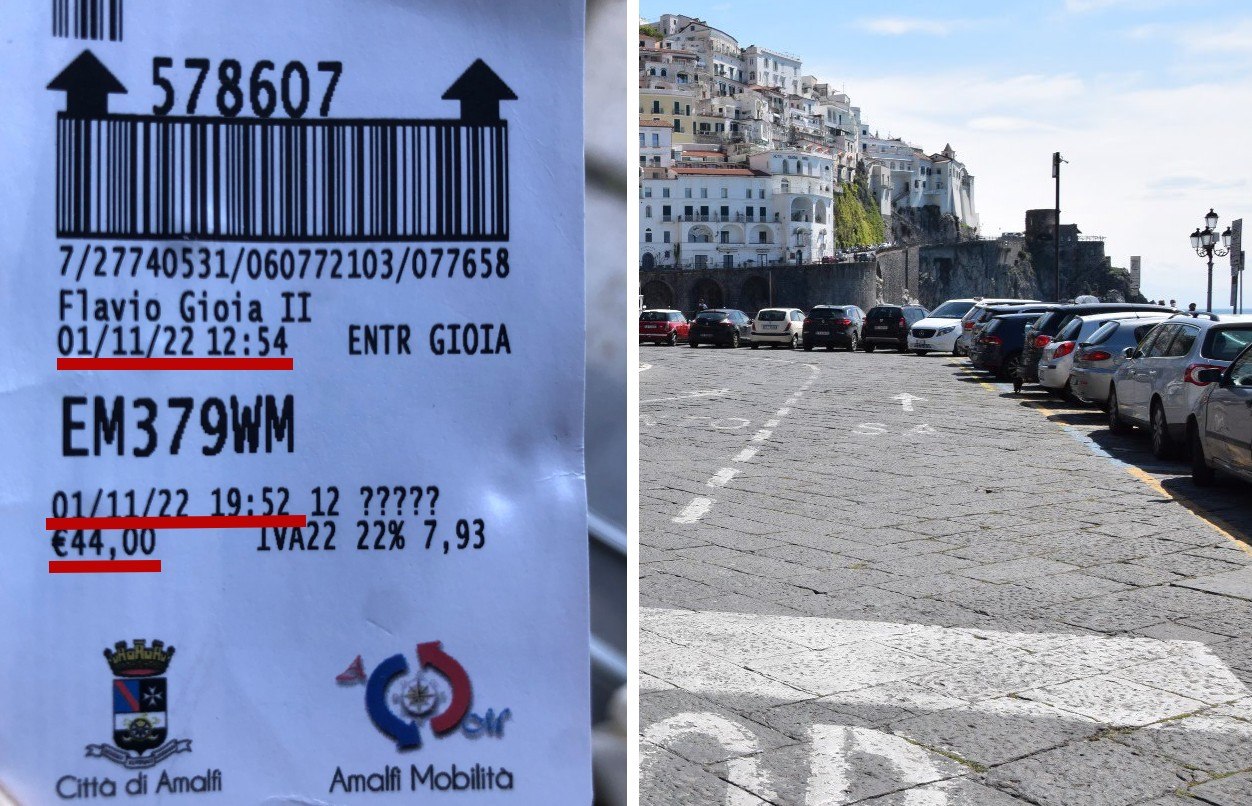 578607
7/27740531/060772103/077658
Flavio Gioia II
01/11/22 12:54 ENTR GIOIA
EM379WM
01/11/22 19:52 12 ?????
€44,00 IVA22 22% 7,93
Città di Amalfi
Amalfi Mobilità